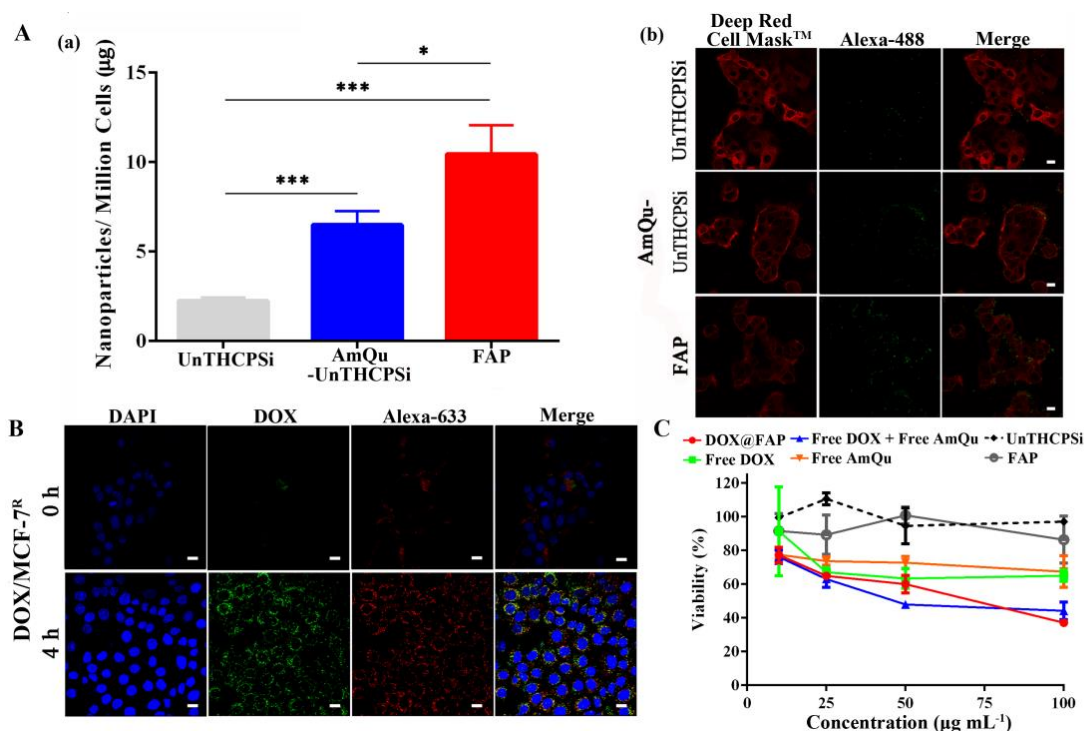 A
(a)
Nanoparticles/ Million Cells (µg)
15
10
5
0
*
***
***
UnTHCPSi
AmQu
-UnTHCPSi
FAP
(b)
Deep Red
Cell Mask™
Alexa-488
Merge
UnTHCPISi
AmQu-
UnTHCPSi
FAP
B
DAPI
DOX
Alexa-633
Merge
DOX/MCF-7ᴿ
0 h
4 h
C
DOX@FAP
Free DOX + Free AmQu
UnTHCPSi
Free DOX
Free AmQu
FAP
Viability (%)
120
100
80
60
40
20
0
0
25
50
75
100
Concentration (µg mL⁻¹)